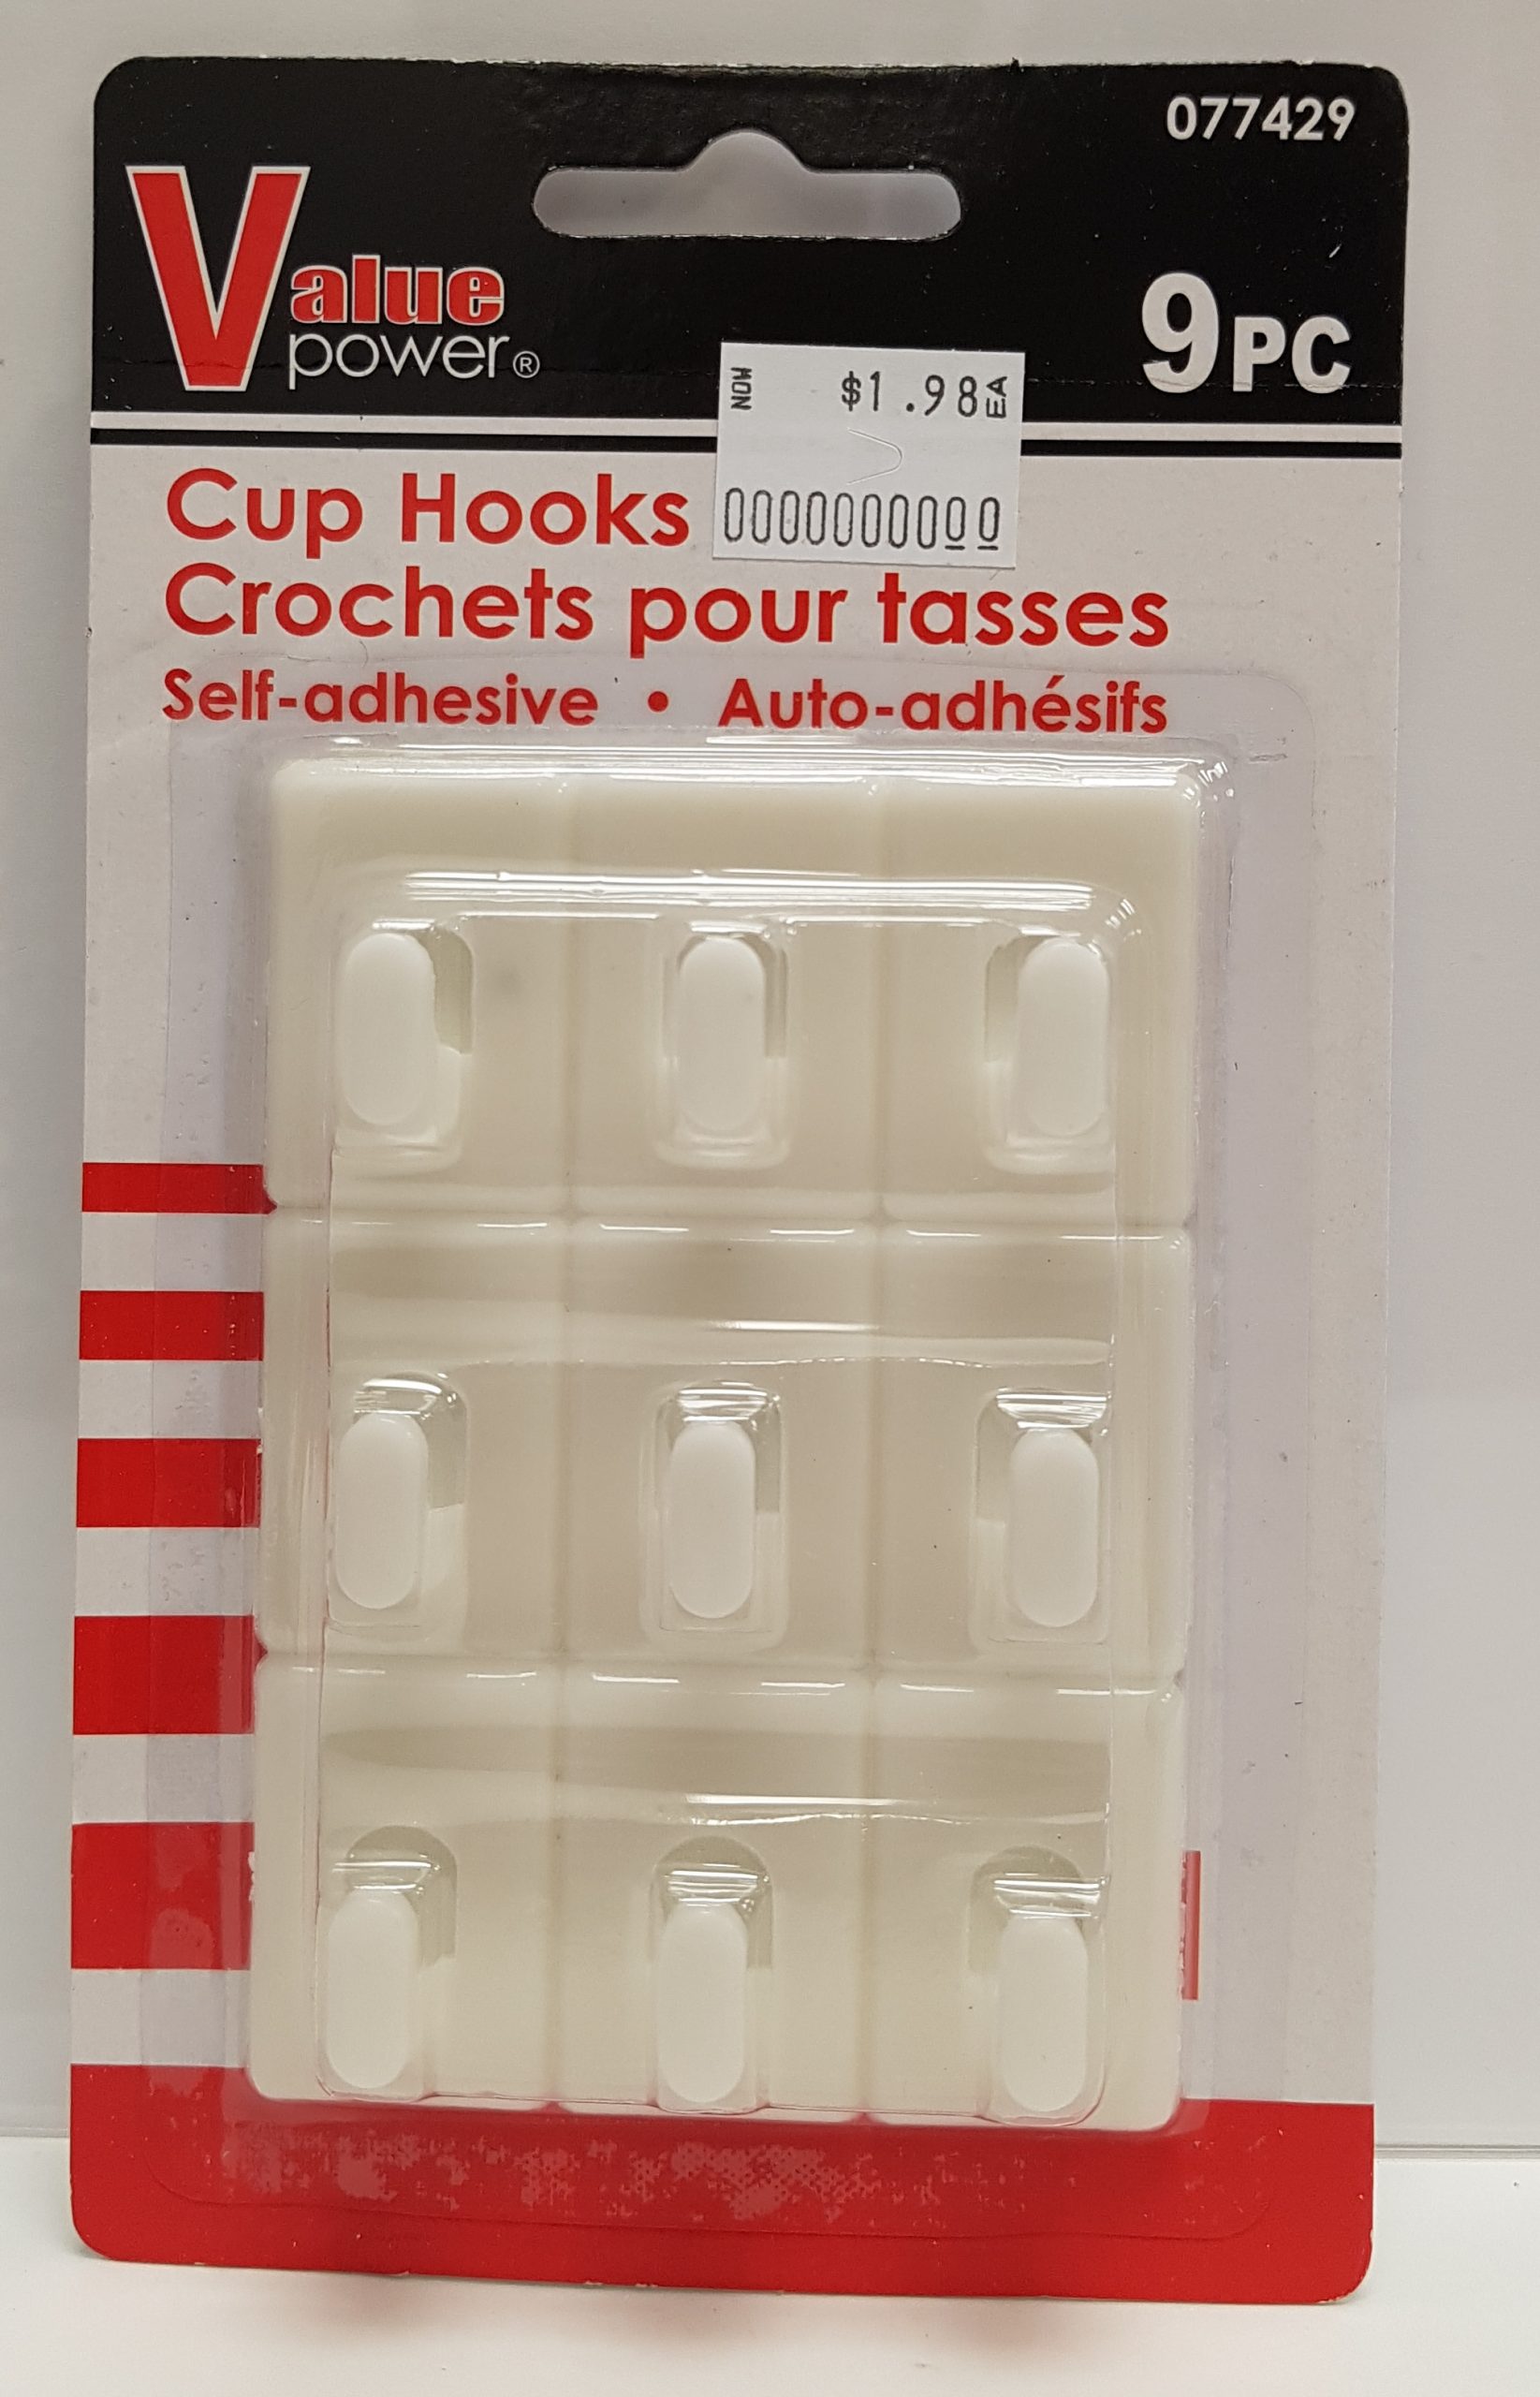 077429
Value
power®
9PC
NOW $1.98 EA
0000000000
Cup Hooks
Crochets pour tasses
Self-adhesive • Auto-adhésifs